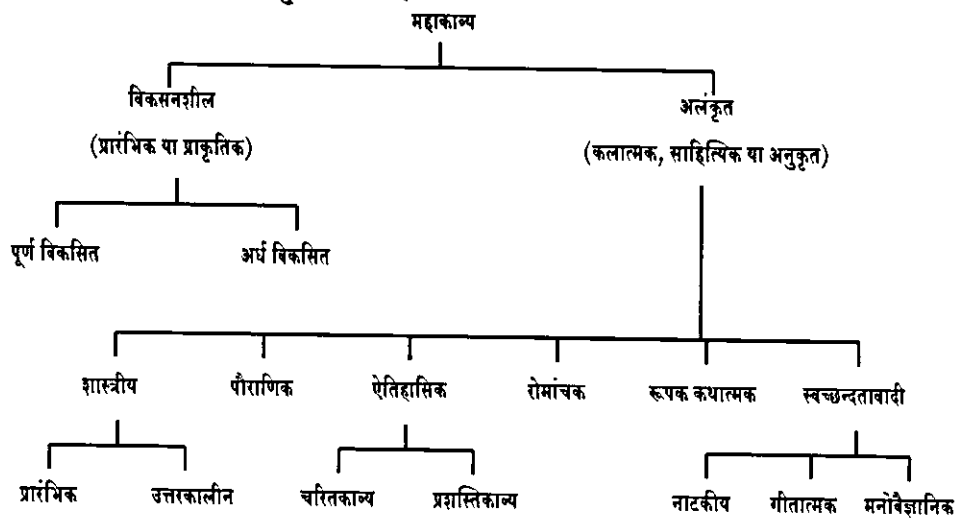 महाकाव्य
विकसनशील
अलंकृत
(प्रारंभिक या प्राकृतिक)
(कलात्मक, साहित्यिक या अनुकृत)
पूर्ण विकसित
अर्ध विकसित
शास्त्रीय पौराणिक ऐतिहासिक रोमांचक रूपक कथात्मक स्वच्छन्दतावादी
प्रारंभिक उत्तरकालीन चरितकाव्य प्रशस्तिकाव्य नाटकीय गीतात्मक मनोवैज्ञानिक